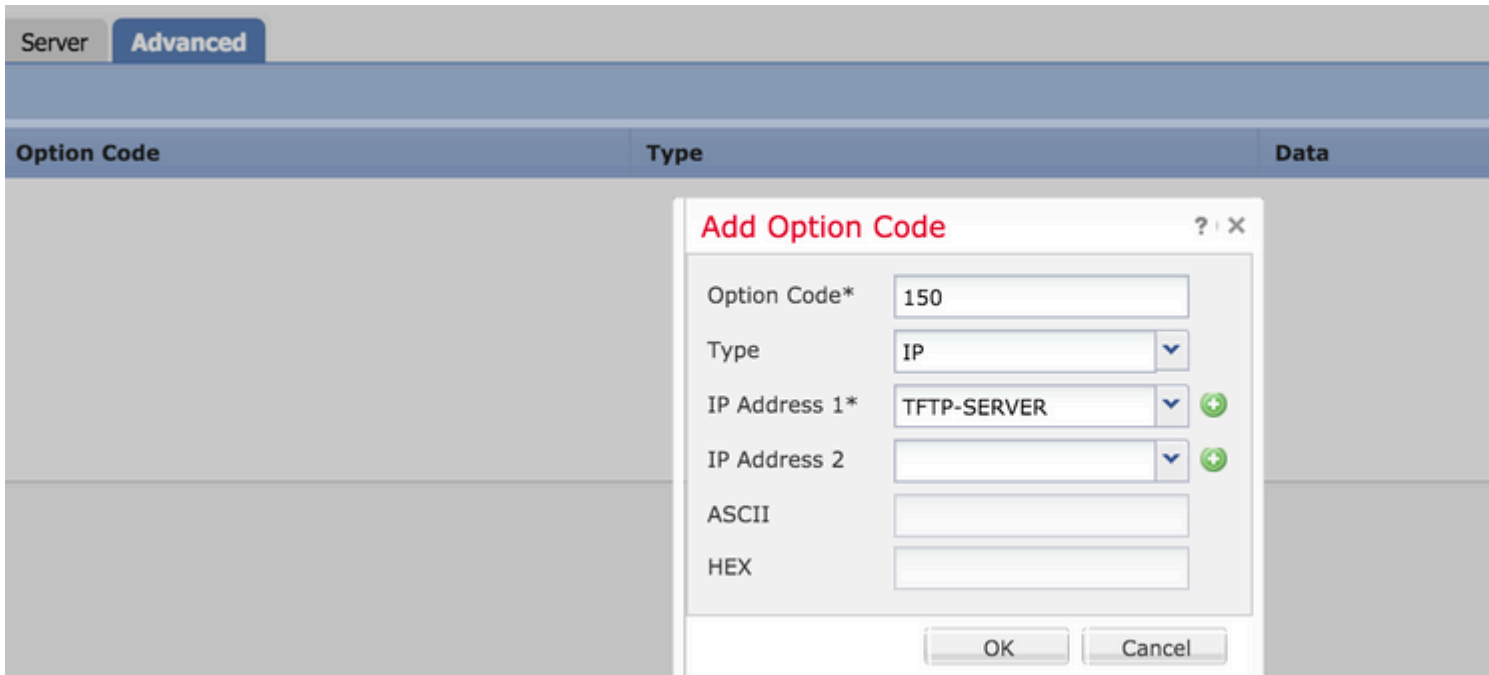 Server Advanced
Option Code Type Data
Add Option Code ?
Option Code* 150
Type IP
IP Address 1* TFTP-SERVER
IP Address 2
ASCII
HEX
OK Cancel